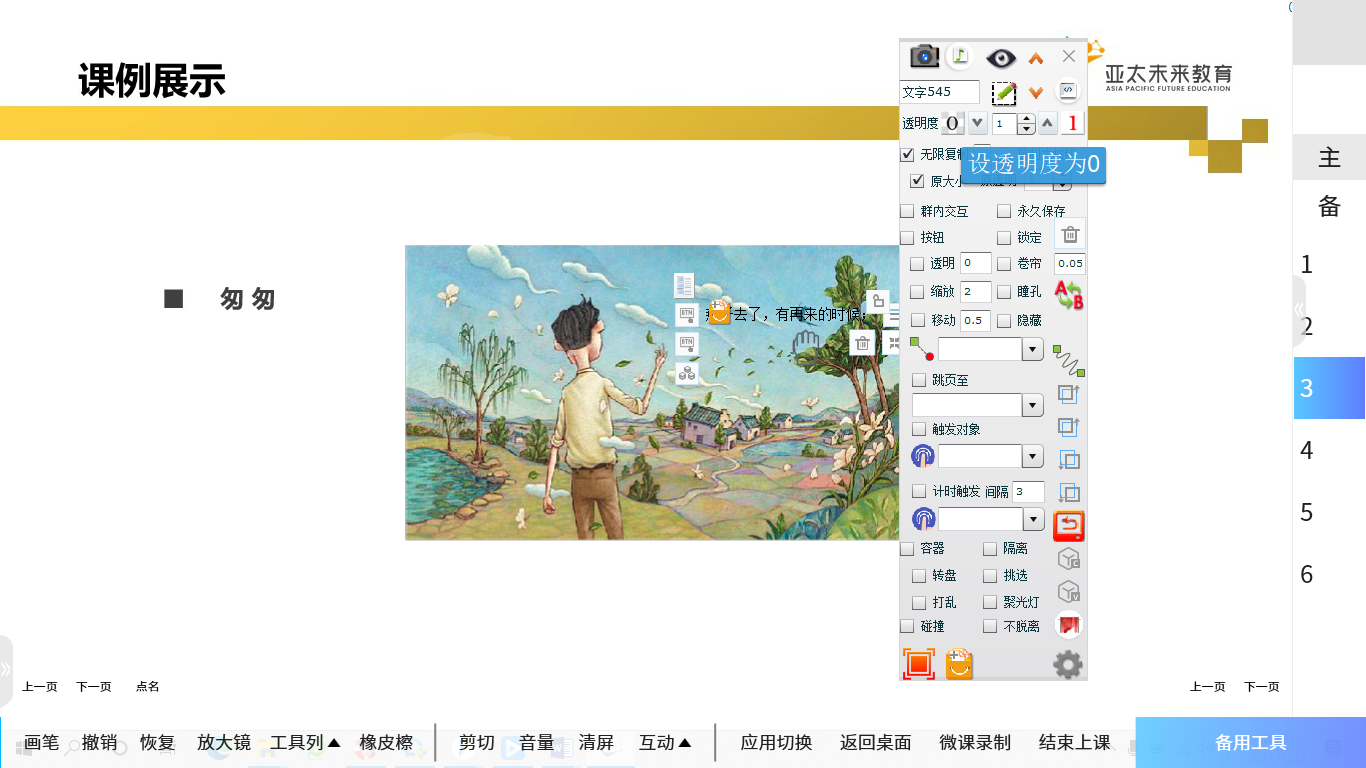 课例展示
亚太未来教育
ASIA PACIFIC FUTURE EDUCATION
文字545
透明度 0 1 1
无限复制
设透明度为0
原大小
群内交互 永久保存
按钮 锁定
透明 0 卷帘 0.05
缩放 2 瞳孔
移动 0.5 隐藏
跳页至
触发对象
计时触发 间隔 3
容器 隔离
转盘 挑选
打乱 聚光灯
碰撞 不脱离
■ 匆匆
去了，有再来的时候；
BTN
BTN
主
备
1
2
3
4
5
6
上一页 下一页 点名
上一页 下一页
画笔 撤销 恢复 放大镜 工具列▲ 橡皮檫 剪切 音量 清屏 互动▲ 应用切换 返回桌面 微课录制 结束上课 备用工具